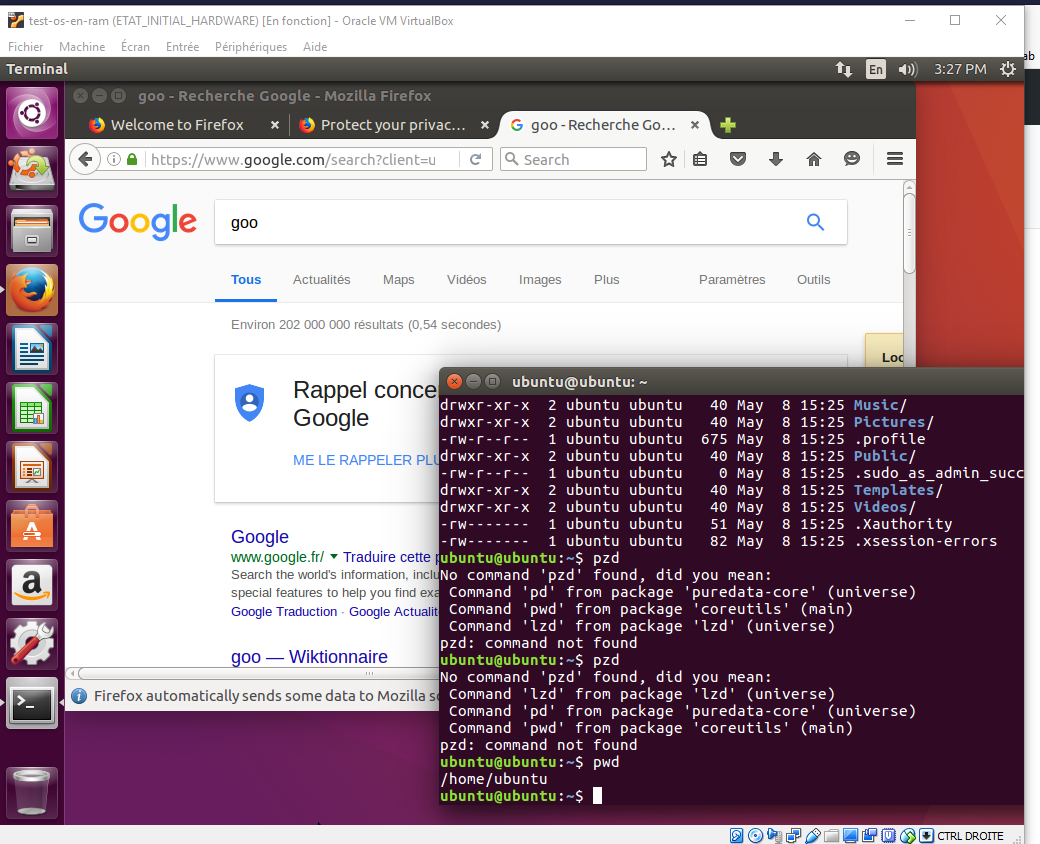 test-os-en-ram (ETAT_INITIAL_HARDWARE) [En fonction] - Oracle VM VirtualBox
Fichier Machine Écran Entrée Périphériques Aide
ab
Terminal En 3:27 PM
goo - Recherche Google - Mozilla Firefox
Welcome to Firefox Protect your privac... goo - Recherche Go...
https://www.google.com/search?client=u Search
Google goo
Tous Actualités Maps Vidéos Images Plus Paramètres Outils
Environ 202 000 000 résultats (0,54 secondes)
Loc
Rappel conce
Google
ME LE RAPPELER PLU
Google
www.google.fr/ Traduire cette p
Search the world's information, inclu
special features to help you find exa
Google Traduction · Google Actualit
goo — Wiktionnaire
Firefox automatically sends some data to Mozilla so
ubuntu@ubuntu: ~
drwxr-xr-x 2 ubuntu ubuntu 40 May 8 15:25 Music/
drwxr-xr-x 2 ubuntu ubuntu 40 May 8 15:25 Pictures/
-rw-r--r-- 1 ubuntu ubuntu 675 May 8 15:25 .profile
drwxr-xr-x 2 ubuntu ubuntu 40 May 8 15:25 Public/
-rw-r--r-- 1 ubuntu ubuntu 0 May 8 15:25 .sudo_as_admin_succ
drwxr-xr-x 2 ubuntu ubuntu 40 May 8 15:25 Templates/
drwxr-xr-x 2 ubuntu ubuntu 40 May 8 15:25 Videos/
-rw------- 1 ubuntu ubuntu 51 May 8 15:25 .Xauthority
-rw------- 1 ubuntu ubuntu 82 May 8 15:25 .xsession-errors
ubuntu@ubuntu:~$ pzd
No command 'pzd' found, did you mean:
Command 'pd' from package 'puredata-core' (universe)
Command 'pwd' from package 'coreutils' (main)
Command 'lzd' from package 'lzd' (universe)
pzd: command not found
ubuntu@ubuntu:~$ pzd
No command 'pzd' found, did you mean:
Command 'lzd' from package 'lzd' (universe)
Command 'pd' from package 'puredata-core' (universe)
Command 'pwd' from package 'coreutils' (main)
pzd: command not found
ubuntu@ubuntu:~$ pwd
/home/ubuntu
ubuntu@ubuntu:~$
CTRL DROITE